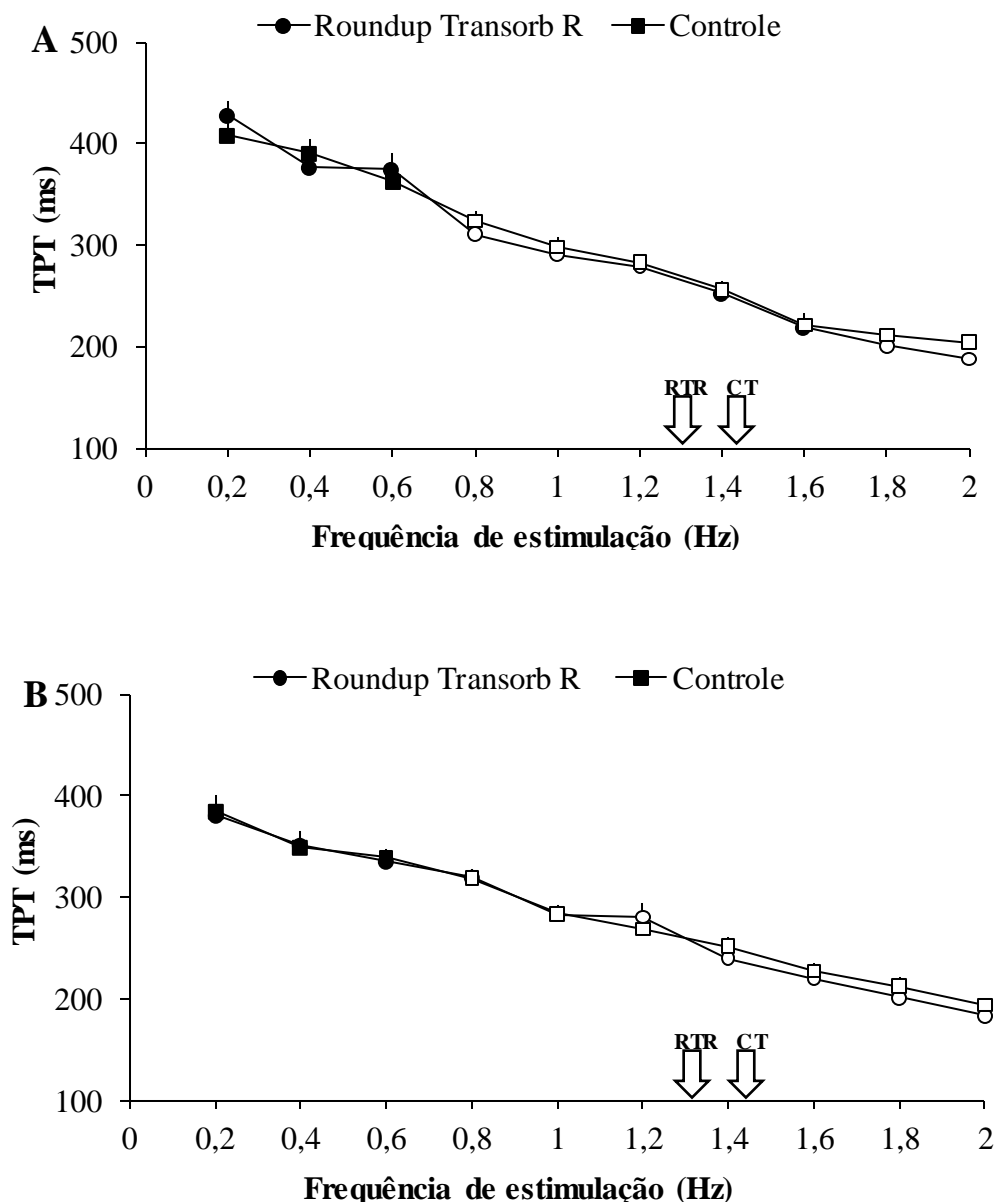 A
Roundup Transorb R Controle
500
400
300
200
100
TPT (ms)
RTR CT
0 0,2 0,4 0,6 0,8 1 1,2 1,4 1,6 1,8 2
Frequência de estimulação (Hz)
B
Roundup Transorb R Controle
500
400
300
200
100
TPT (ms)
RTR CT
0 0,2 0,4 0,6 0,8 1 1,2 1,4 1,6 1,8 2
Frequência de estimulação (Hz)